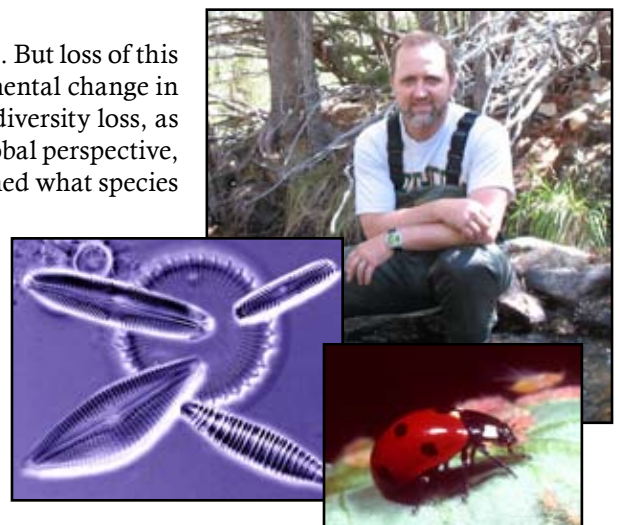 . But loss of this
mental change in
diversity loss, as
obal perspective,
ned what species